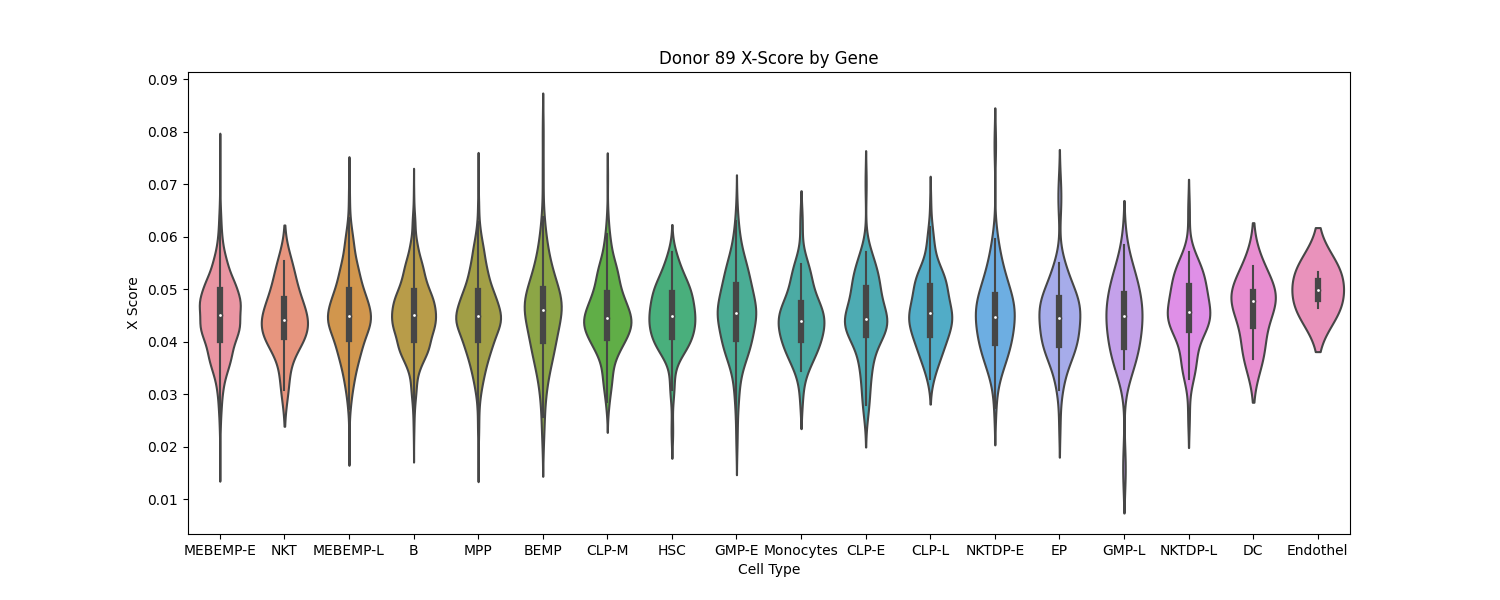 Donor 89 X-Score by Gene
0.09
0.08
0.07
0.06
0.05
0.04
0.03
0.02
0.01
X Score
MEBEMP-E NKT MEBEMP-L B MPP BEMP CLP-M HSC GMP-E Monocytes CLP-E CLP-L NKTDP-E EP GMP-L NKTDP-L DC Endothel
Cell Type